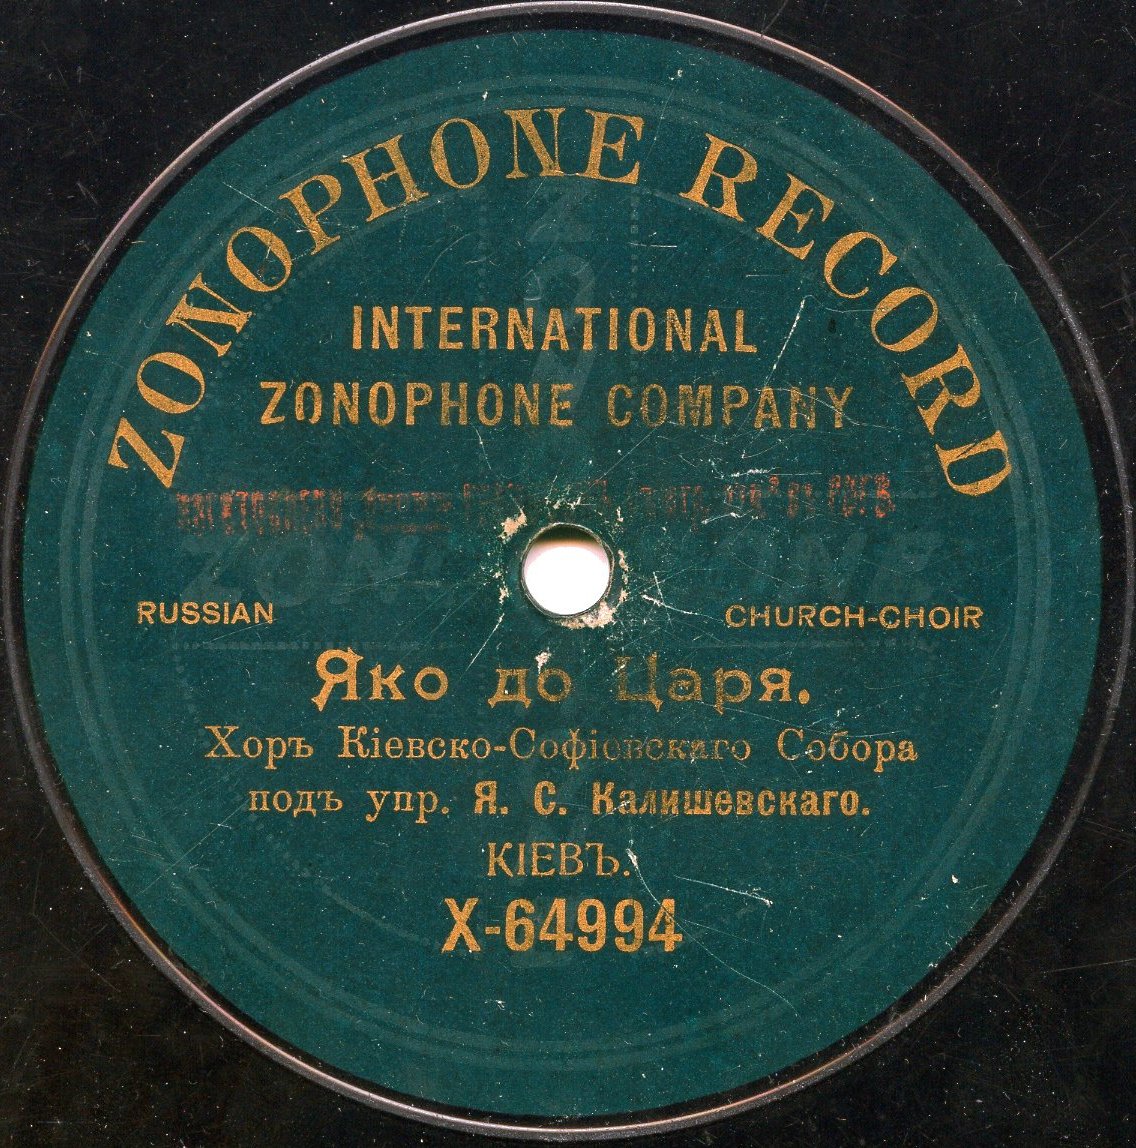 ZONOPHONE RECORD
INTERNATIONAL
ZONOPHONE COMPANY
RUSSIAN CHURCH-CHOIR
Яко до Царя.
Хоръ Кіевско-Софіевскаго Собора
подъ упр. Я. С. Калишевскаго.
КІЕВЪ.
X-64994